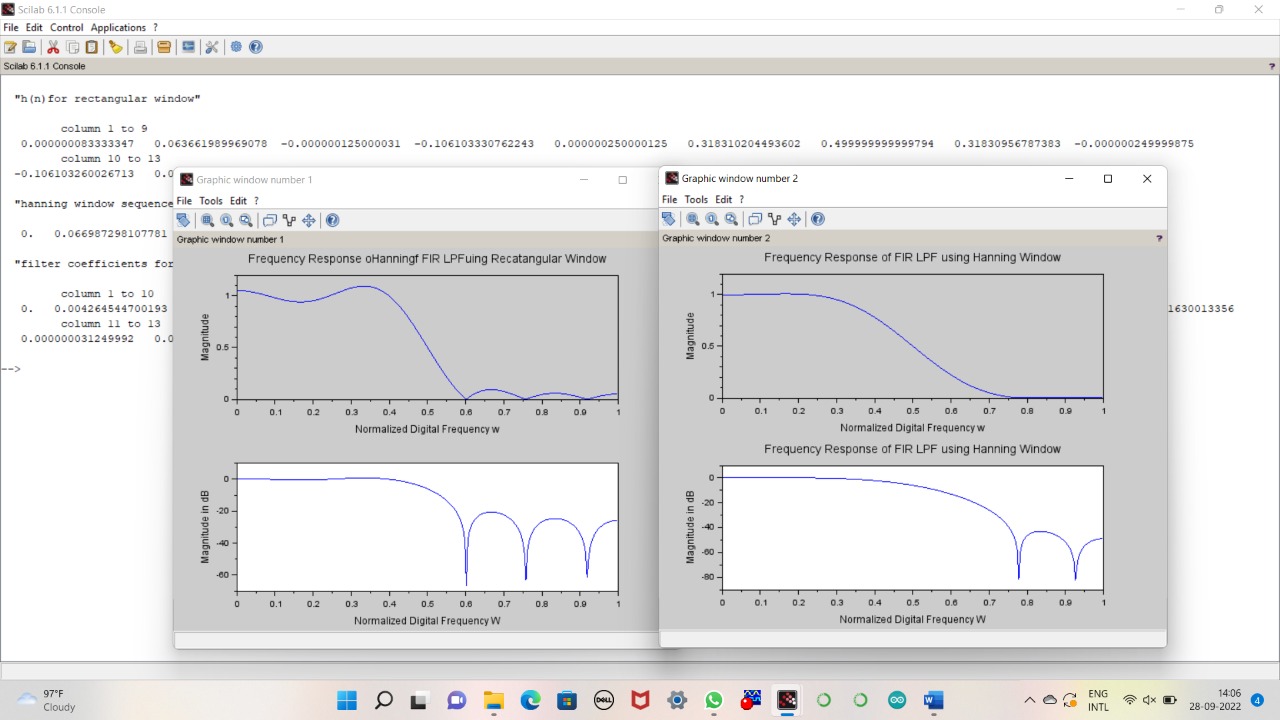 Scilab 6.1.1 Console
File Edit Control Applications ?
Scilab 6.1.1 Console ?
"h(n)for rectangular window"
column 1 to 9
0.000000083333347 0.063661989969078 -0.000000125000031 -0.106103330762243 0.000000250000125 0.318310204493602 0.499999999999794 0.31830956787383 -0.000000249999875
column 10 to 13
-0.106103260026713 0.0
"hanning window sequence
0. 0.066987298107781
"filter coefficients for
column 1 to 10
0. 0.004264544700193 1630013356
column 11 to 13
0.000000031249992 0.0
-->
Graphic window number 1
File Tools Edit ?
Graphic window number 1
Frequency Response oHanningf FIR LPFuing Recatangular Window
Magnitude
1
0.5
0
0 0.1 0.2 0.3 0.4 0.5 0.6 0.7 0.8 0.9 1
Normalized Digital Frequency w
Magnitude in dB
0
-20
-40
-60
0 0.1 0.2 0.3 0.4 0.5 0.6 0.7 0.8 0.9 1
Normalized Digital Frequency W
Graphic window number 2
File Tools Edit ?
Graphic window number 2 ?
Frequency Response of FIR LPF using Hanning Window
Magnitude
1
0.5
0
0 0.1 0.2 0.3 0.4 0.5 0.6 0.7 0.8 0.9 1
Normalized Digital Frequency w
Frequency Response of FIR LPF using Hanning Window
Magnitude in dB
0
-20
-40
-60
-80
0 0.1 0.2 0.3 0.4 0.5 0.6 0.7 0.8 0.9 1
Normalized Digital Frequency W
97°F
Cloudy
DELL
W
ENG
INTL
14:06
28-09-2022
4